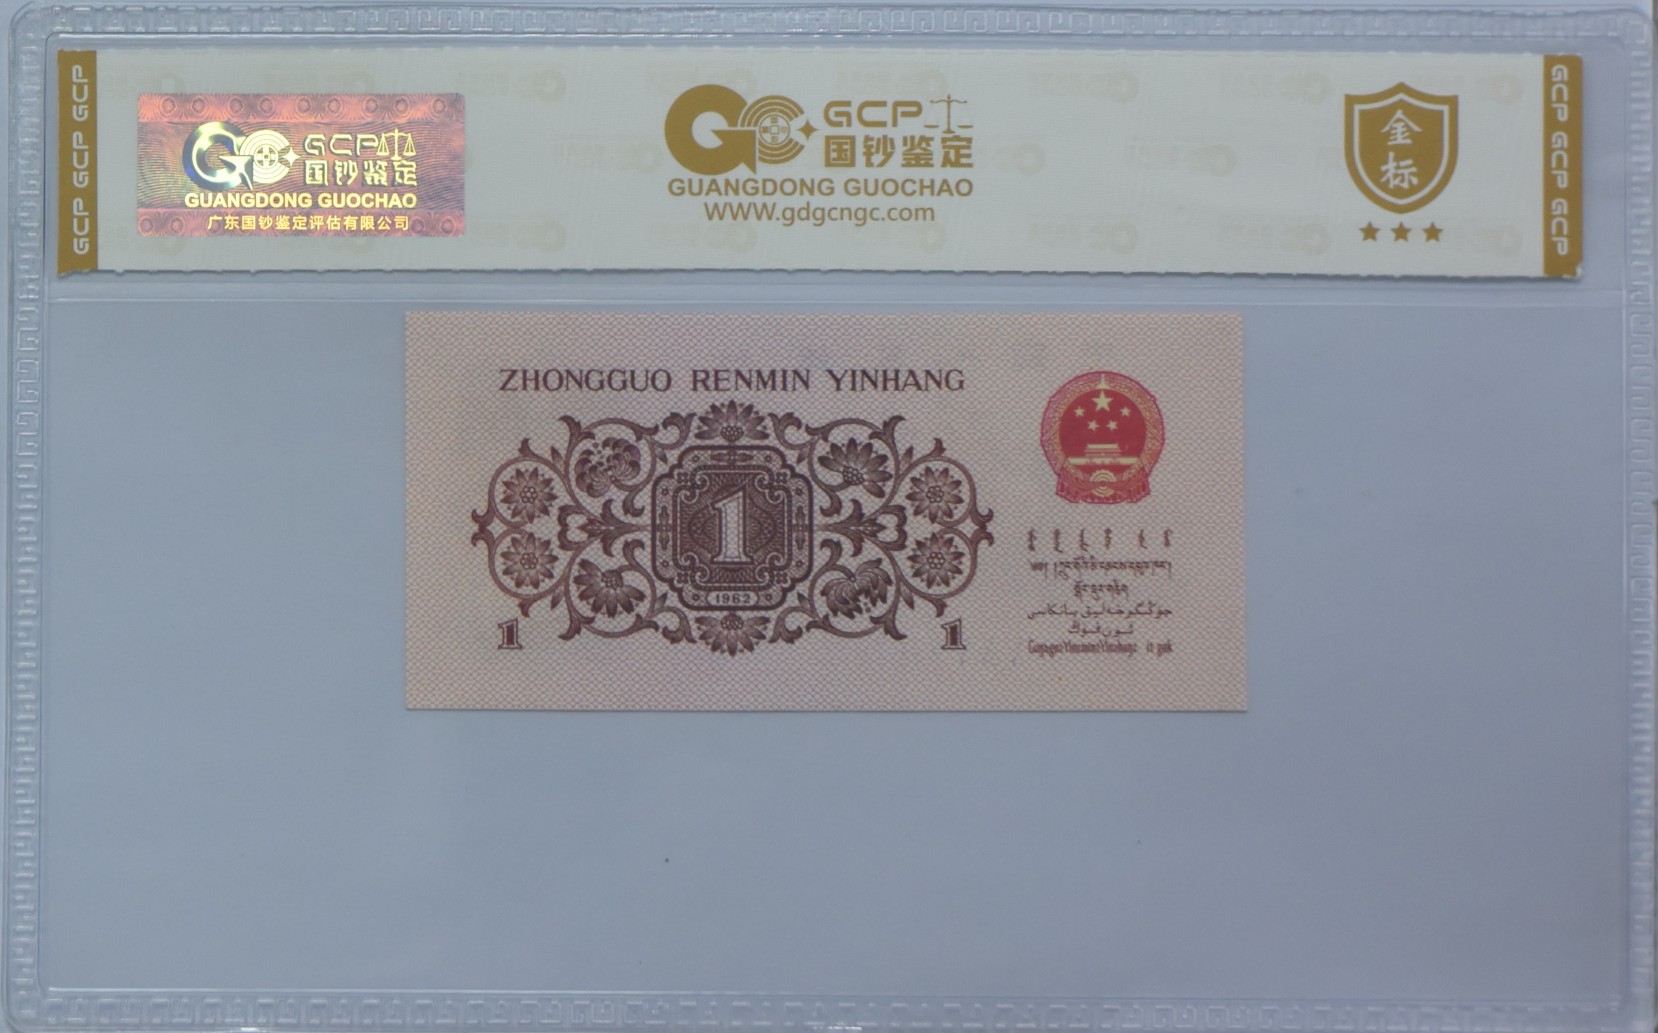 GCP GCP GCP
GCP
国钞鉴定
GUANGDONG GUOCHAO
广东国钞鉴定评估有限公司
GCP
国钞鉴定
GUANGDONG GUOCHAO
WWW.gdgcngc.com
金
标
GCP GCP GCP
ZHONGGUO RENMIN YINHANG
1
1962
1
1